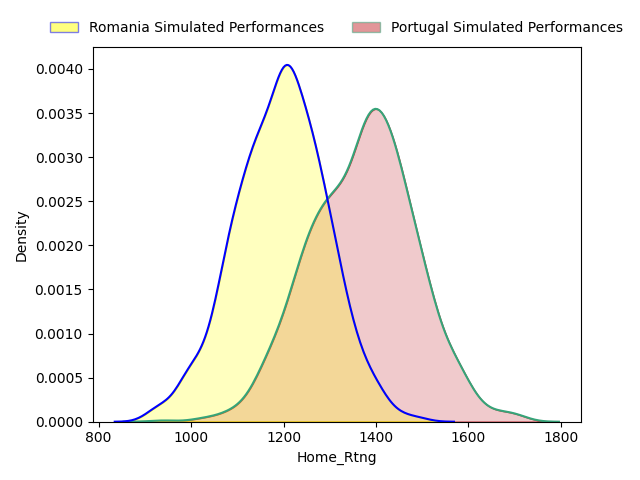 Romania Simulated Performances Portugal Simulated Performances
0.0040
0.0035
0.0030
0.0025
0.0020
0.0015
0.0010
0.0005
0.0000
Density
800 1000 1200 1400 1600 1800
Home_Rtng